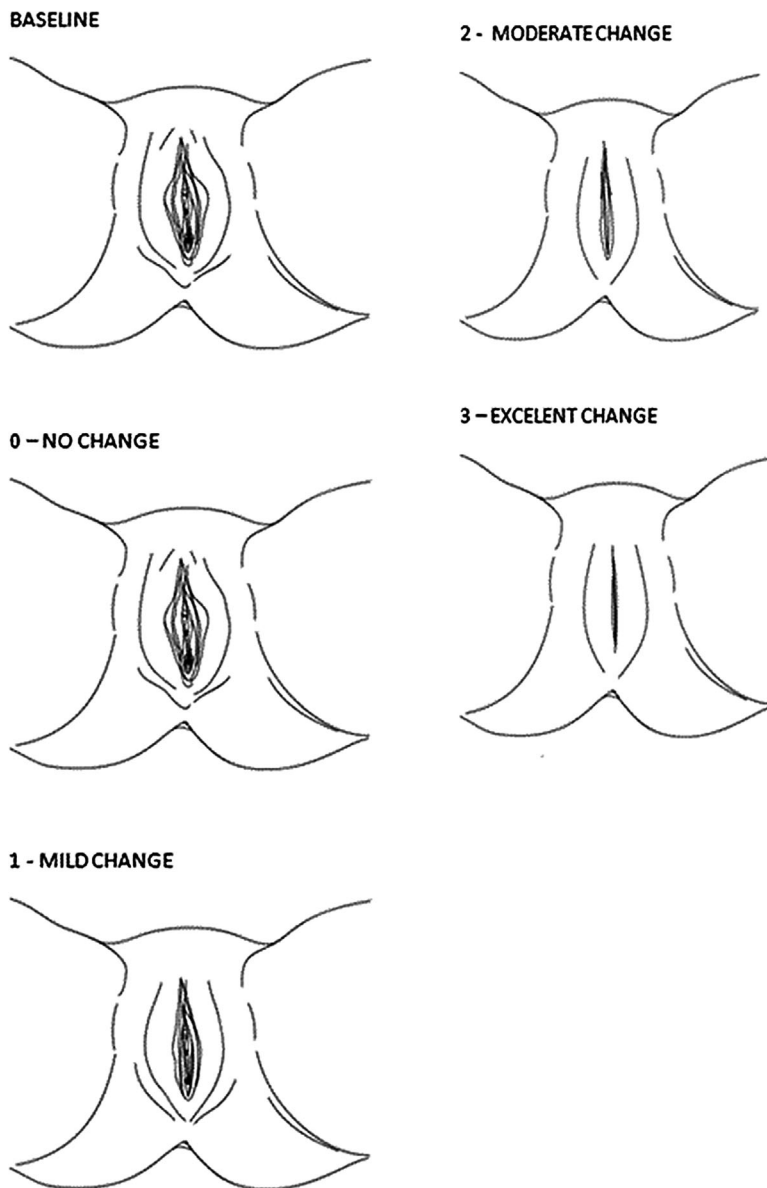 BASELINE
0 – NO CHANGE
1 - MILD CHANGE
2 - MODERATE CHANGE
3 – EXCELENT CHANGE